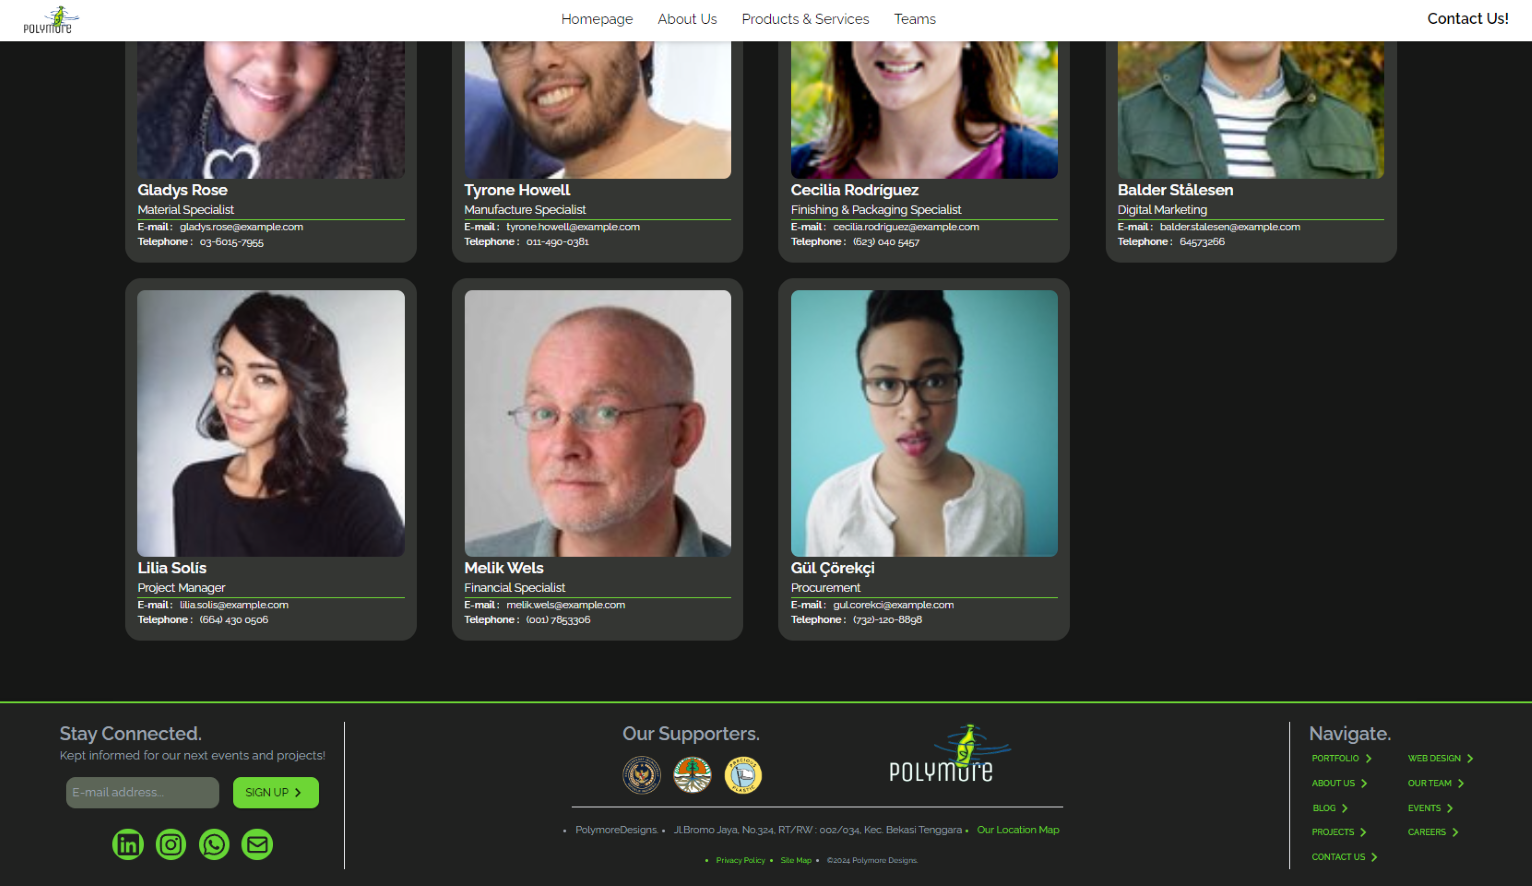 POLYMORE
Homepage About Us Products & Services Teams Contact Us!
Gladys Rose
Material Specialist
E-mail : gladys.rose@example.com
Telephone : 03-6015-7955
Tyrone Howell
Manufacture Specialist
E-mail : tyrone.howell@example.com
Telephone : 011-490-0381
Cecilia Rodríguez
Finishing & Packaging Specialist
E-mail : cecilia.rodriguez@example.com
Telephone : (623) 040 5457
Balder Stålesen
Digital Marketing
E-mail : balder.stalesen@example.com
Telephone : 64573266
Lilia Solís
Project Manager
E-mail : lilia.solis@example.com
Telephone : (664) 430 0506
Melik Wels
Financial Specialist
E-mail : melik.wels@example.com
Telephone : (001) 7853306
Gül Çörekçi
Procurement
E-mail : gul.corekci@example.com
Telephone : (732)-120-8898
Stay Connected.
Kept informed for our next events and projects!
E-mail address...
SIGN UP
Our Supporters.
PRECIOUS PLASTIC
POLYMORE
• PolymoreDesigns. • Jl.Bromo Jaya, No.324, RT/RW : 002/034, Kec. Bekasi Tenggara • Our Location Map
• Privacy Policy • Site Map • ©2024 Polymore Designs.
Navigate.
PORTFOLIO WEB DESIGN
ABOUT US OUR TEAM
BLOG EVENTS
PROJECTS CAREERS
CONTACT US